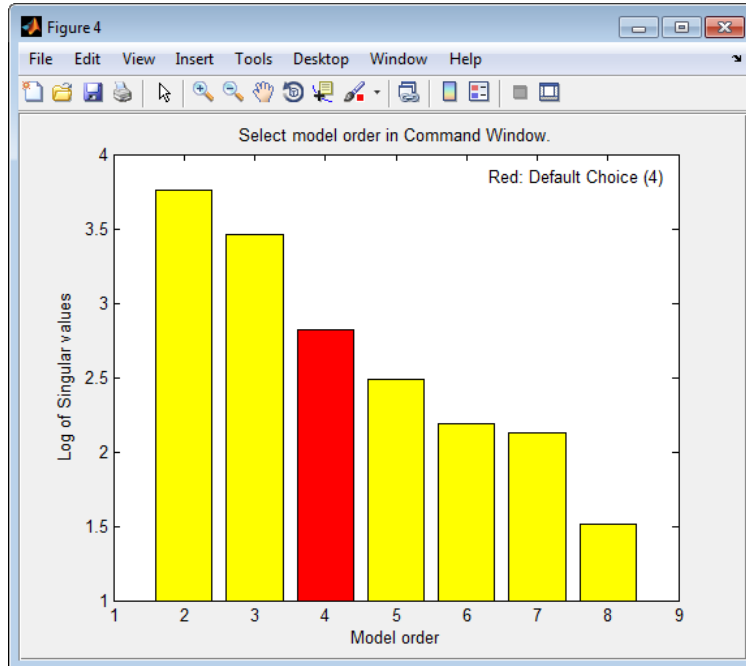 Figure 4
File Edit View Insert Tools Desktop Window Help
Select model order in Command Window.
Red: Default Choice (4)
4
3.5
3
2.5
2
1.5
1
Log of Singular values
1 2 3 4 5 6 7 8 9
Model order